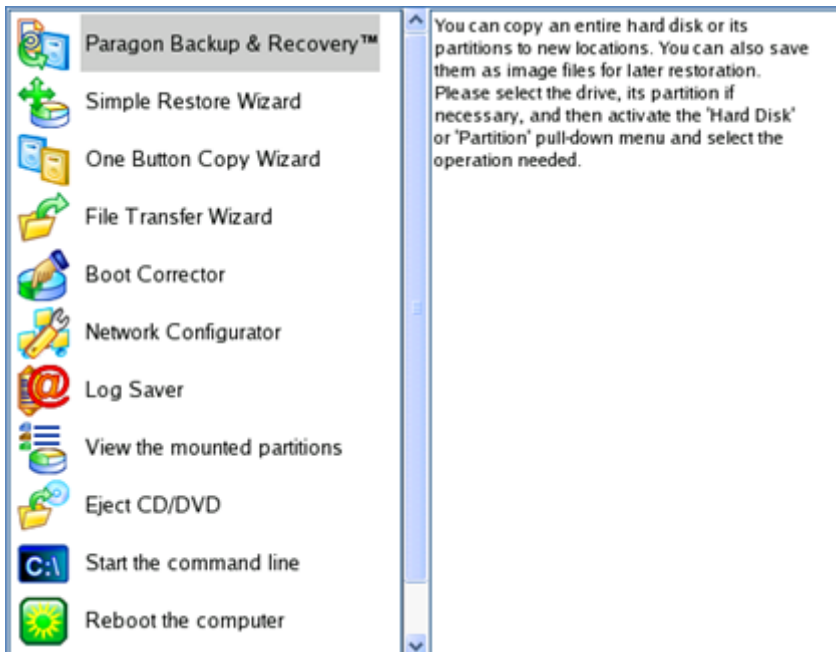 Paragon Backup & Recovery™
Simple Restore Wizard
One Button Copy Wizard
File Transfer Wizard
Boot Corrector
Network Configurator
Log Saver
View the mounted partitions
Eject CD/DVD
C:\
Start the command line
Reboot the computer
You can copy an entire hard disk or its
partitions to new locations. You can also save
them as image files for later restoration.
Please select the drive, its partition if
necessary, and then activate the 'Hard Disk'
or 'Partition' pull-down menu and select the
operation needed.